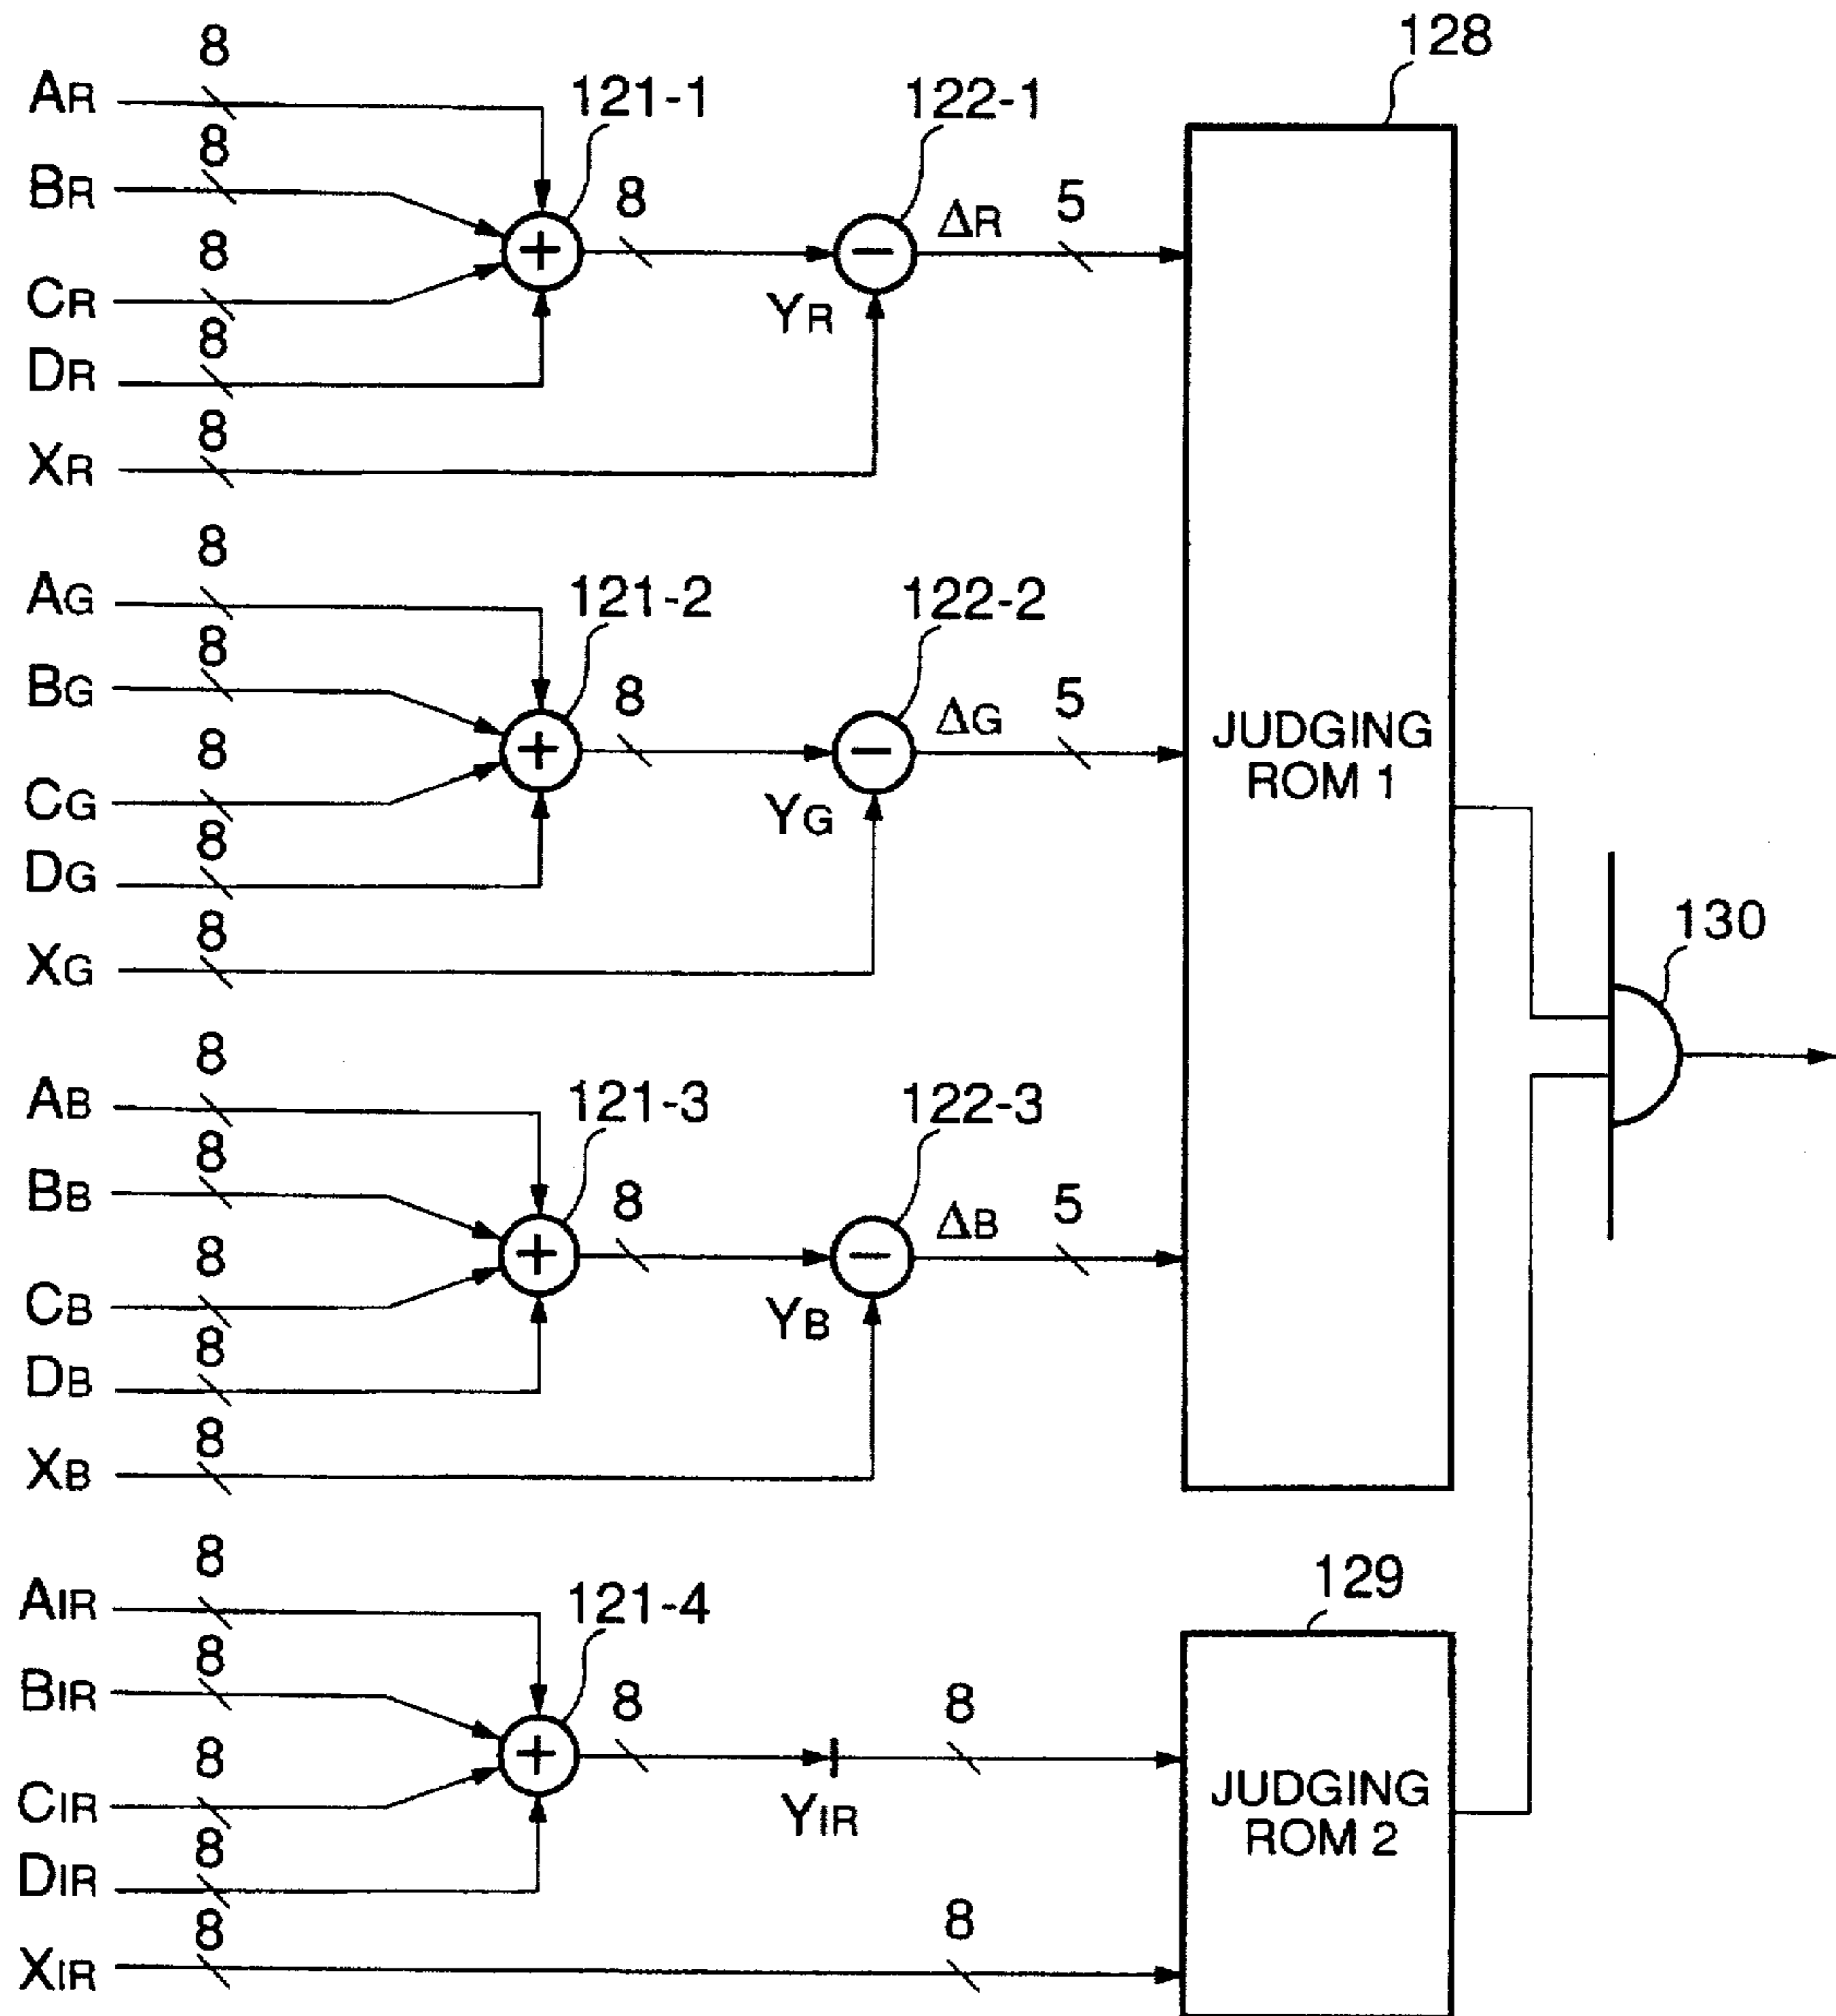 128
8
AR
121-1
122-1
8
BR
8
ΔR
5
8
CR
YR
8
DR
8
XR
8
AG
121-2
122-2
8
BG
8
ΔG
5
JUDGING
ROM 1
8
CG
YG
8
DG
130
8
XG
8
AB
121-3
122-3
8
BB
8
ΔB
5
8
CB
YB
8
DB
8
XB
8
AIR
121-4
129
8
BIR
8
8
JUDGING
ROM 2
8
CIR
YIR
8
DIR
8
8
XIR